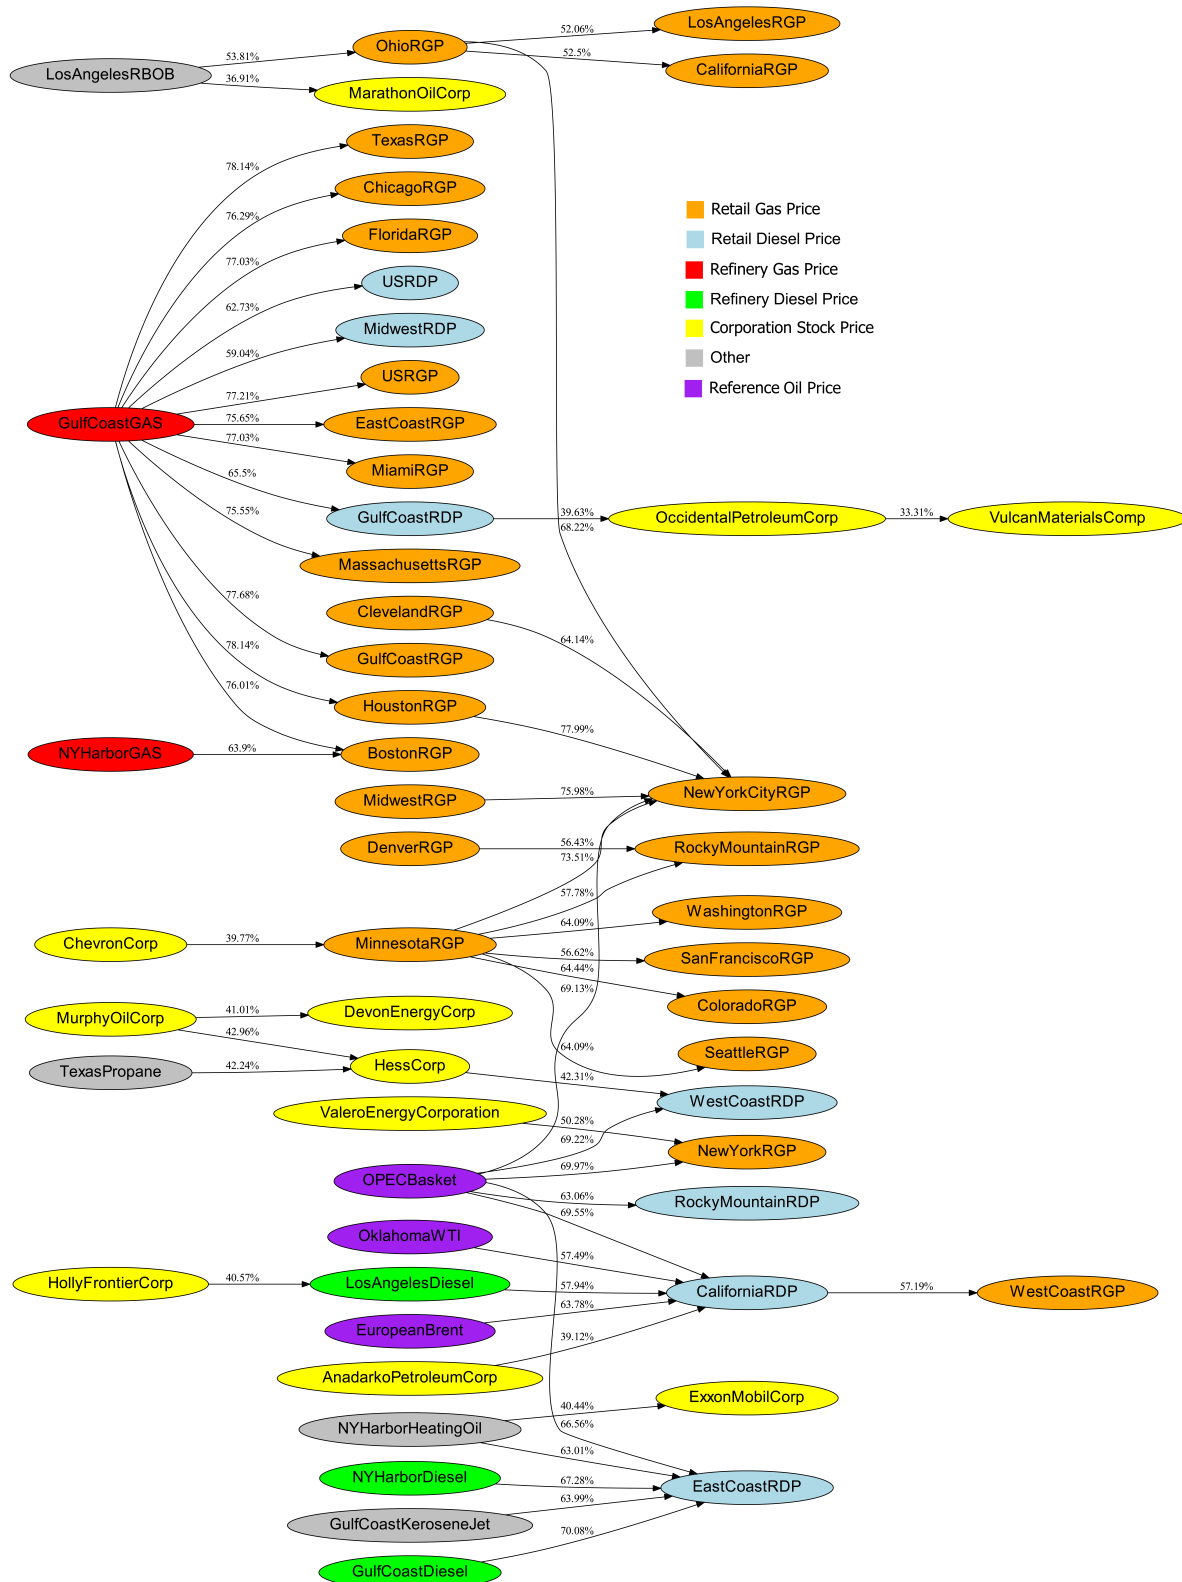 LosAngelesRGP
52.06%
OhioRGP
53.81%
52.5%
LosAngelesRBOB
CaliforniaRGP
36.91%
MarathonOilCorp
TexasRGP
78.14%
ChicagoRGP
76.29%
FloridaRGP
77.03%
USRDP
62.73%
MidwestRDP
59.04%
USRGP
77.21%
GulfCoastGAS
75.65%
EastCoastRGP
77.03%
MiamiRGP
65.5%
GulfCoastRDP
75.55%
39.63%
68.22%
OccidentalPetroleumCorp
33.31%
VulcanMaterialsComp
MassachusettsRGP
77.68%
ClevelandRGP
64.14%
GulfCoastRGP
78.14%
HoustonRGP
76.01%
77.99%
NYHarborGAS
63.9%
BostonRGP
MidwestRGP
75.98%
NewYorkCityRGP
DenverRGP
56.43%
73.51%
RockyMountainRGP
57.78%
WashingtonRGP
64.09%
ChevronCorp
39.77%
MinnesotaRGP
56.62%
SanFranciscoRGP
64.44%
69.13%
ColoradoRGP
MurphyOilCorp
41.01%
DevonEnergyCorp
42.96%
64.09%
SeattleRGP
TexasPropane
42.24%
HessCorp
42.31%
WestCoastRDP
ValeroEnergyCorporation
50.28%
69.22%
NewYorkRGP
69.97%
OPECBasket
63.06%
RockyMountainRDP
69.55%
OklahomaWTI
57.49%
HollyFrontierCorp
40.57%
LosAngelesDiesel
57.94%
CaliforniaRDP
57.19%
WestCoastRGP
63.78%
EuropeanBrent
39.12%
AnadarkoPetroleumCorp
ExxonMobilCorp
40.44%
NYHarborHeatingOil
66.56%
63.01%
NYHarborDiesel
67.28%
EastCoastRDP
63.99%
GulfCoastKeroseneJet
70.08%
GulfCoastDiesel
Retail Gas Price
Retail Diesel Price
Refinery Gas Price
Refinery Diesel Price
Corporation Stock Price
Other
Reference Oil Price